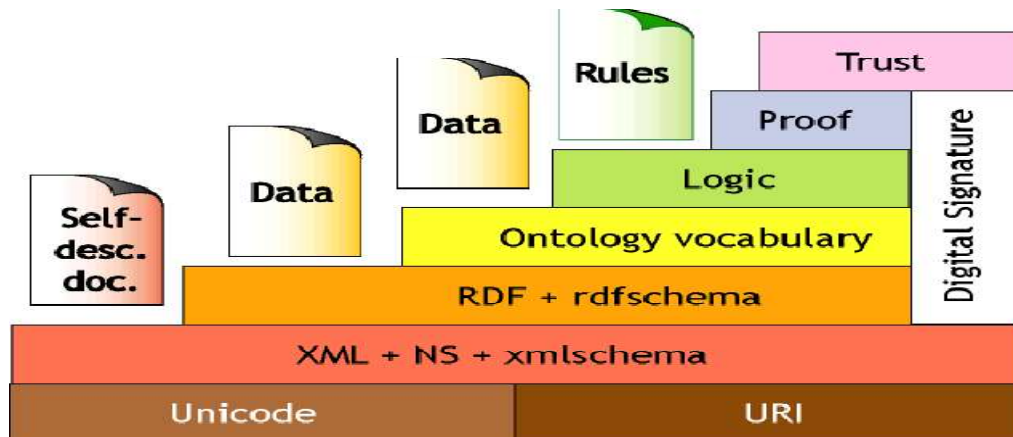 Rules
Trust
Data
Proof
Data
Logic
Digital Signature
Self-
desc.
doc.
Ontology vocabulary
RDF + rdfschema
XML + NS + xmlschema
Unicode
URI